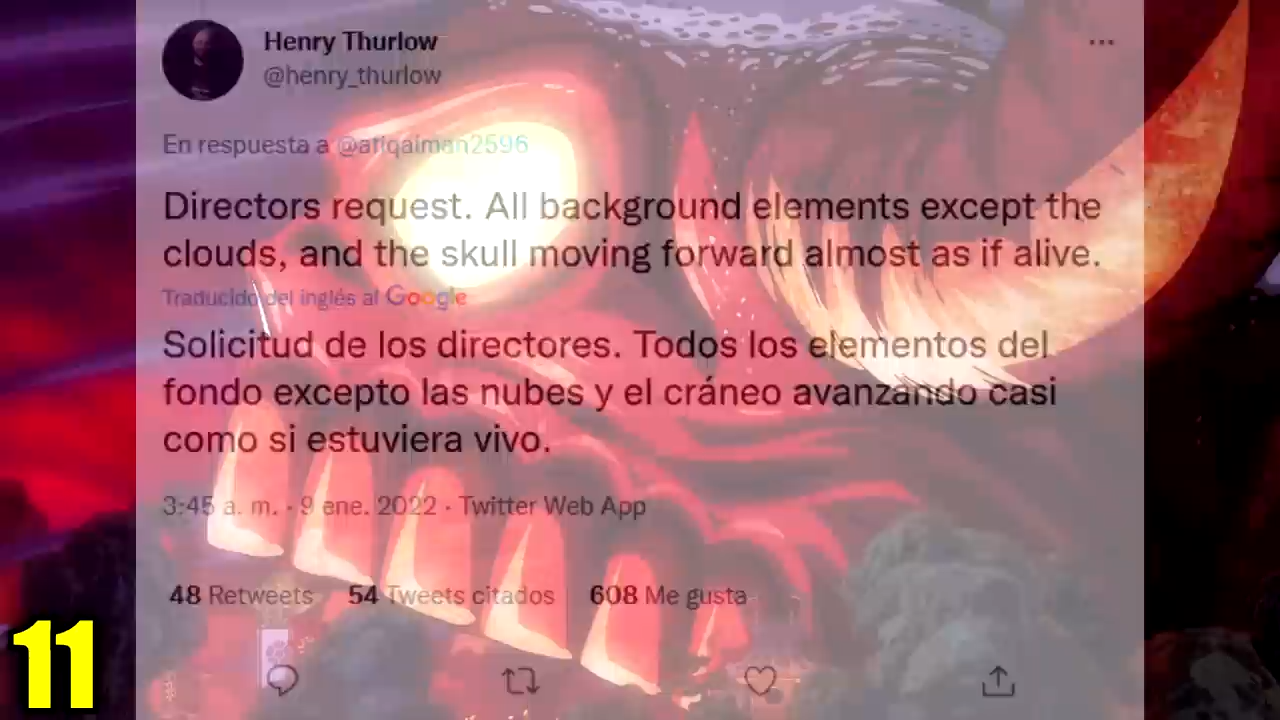 Henry Thurlow
@henry_thurlow
En respuesta a @afiqaiman2596
Directors request. All background elements except the
clouds, and the skull moving forward almost as if alive.
Traducido del inglés al Google
Solicitud de los directores. Todos los elementos del
fondo excepto las nubes y el cráneo avanzando casi
como si estuviera vivo.
3:45 a. m. · 9 ene. 2022 · Twitter Web App
48 Retweets 54 Tweets citados 608 Me gusta
11